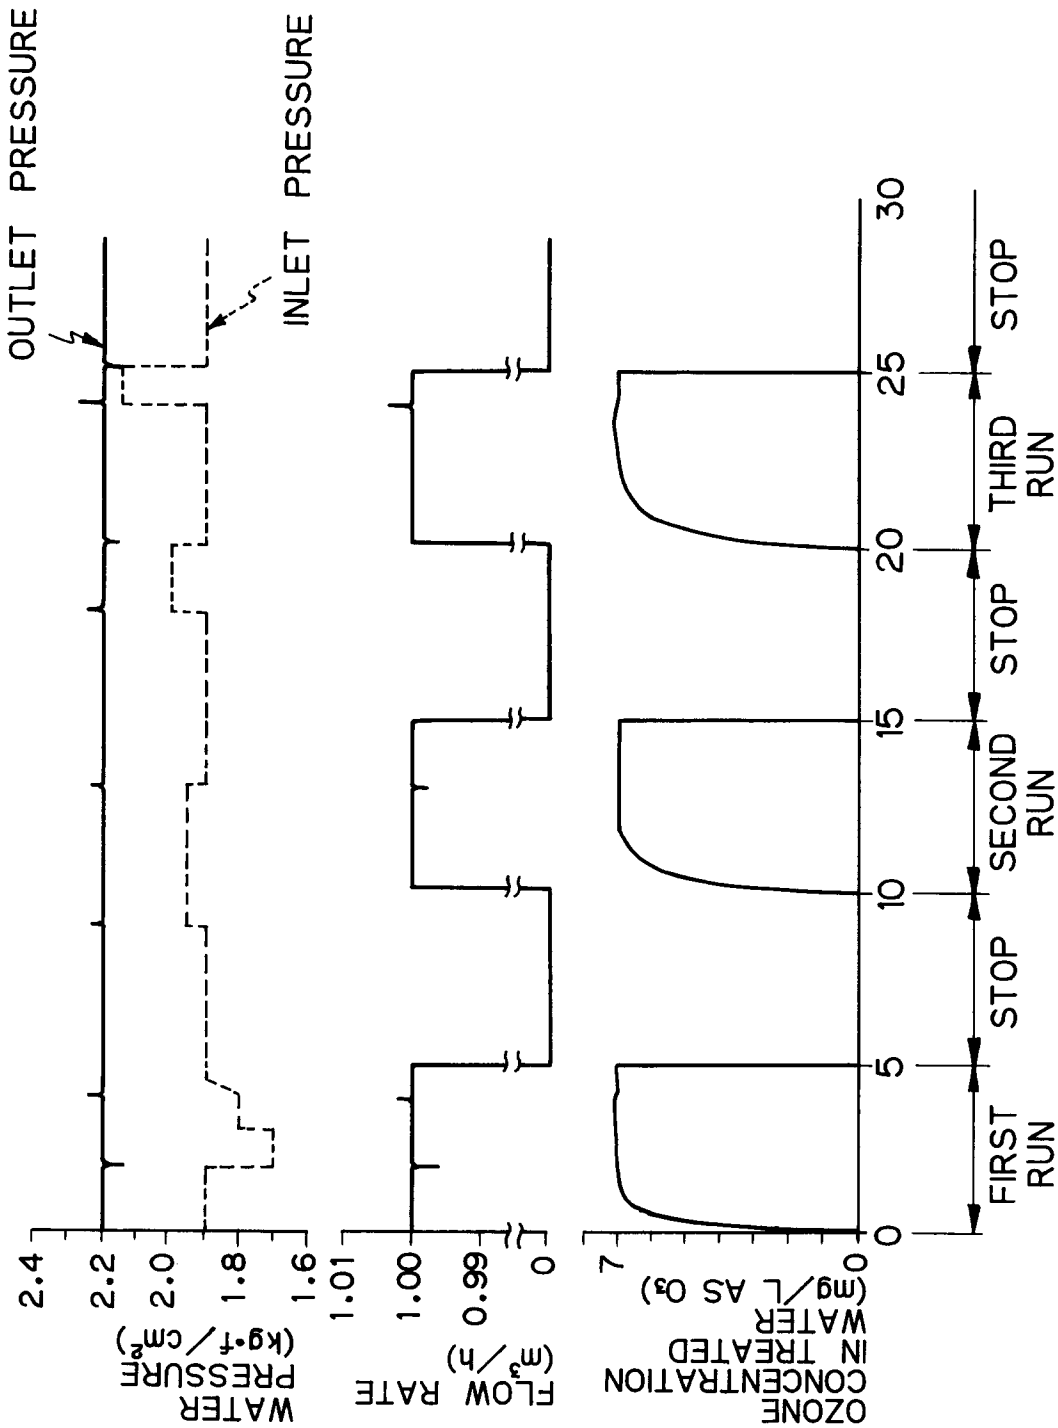 OUTLET PRESSURE
INLET PRESSURE
WATER
PRESSURE
(kg·f/cm²)
2.4
2.2
2.0
1.8
1.6
FLOW RATE
(m³/h)
1.01
1.00
0.99
0
OZONE
CONCENTRATION
IN TREATED
WATER
(mg/L AS O₃)
7
0
0 5 10 15 20 25 30
FIRST
RUN
STOP
SECOND
RUN
STOP
THIRD
RUN
STOP